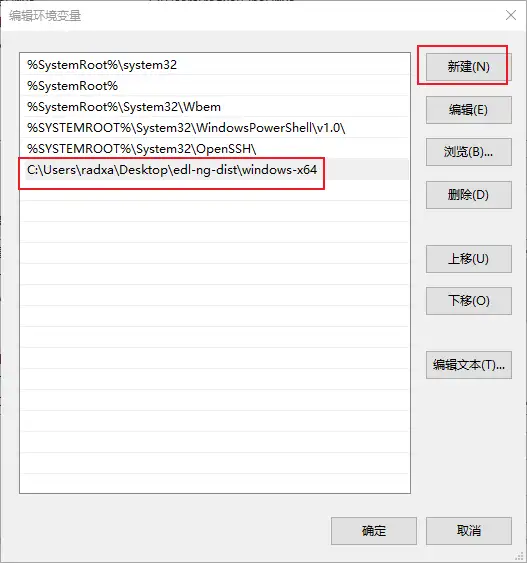 编辑环境变量
%SystemRoot%\system32
%SystemRoot%
%SystemRoot%\System32\Wbem
%SYSTEMROOT%\System32\WindowsPowerShell\v1.0\
%SYSTEMROOT%\System32\OpenSSH\
C:\Users\radxa\Desktop\edl-ng-dist\windows-x64
新建(N)
编辑(E)
浏览(B)...
删除(D)
上移(U)
下移(O)
编辑文本(T)...
确定
取消